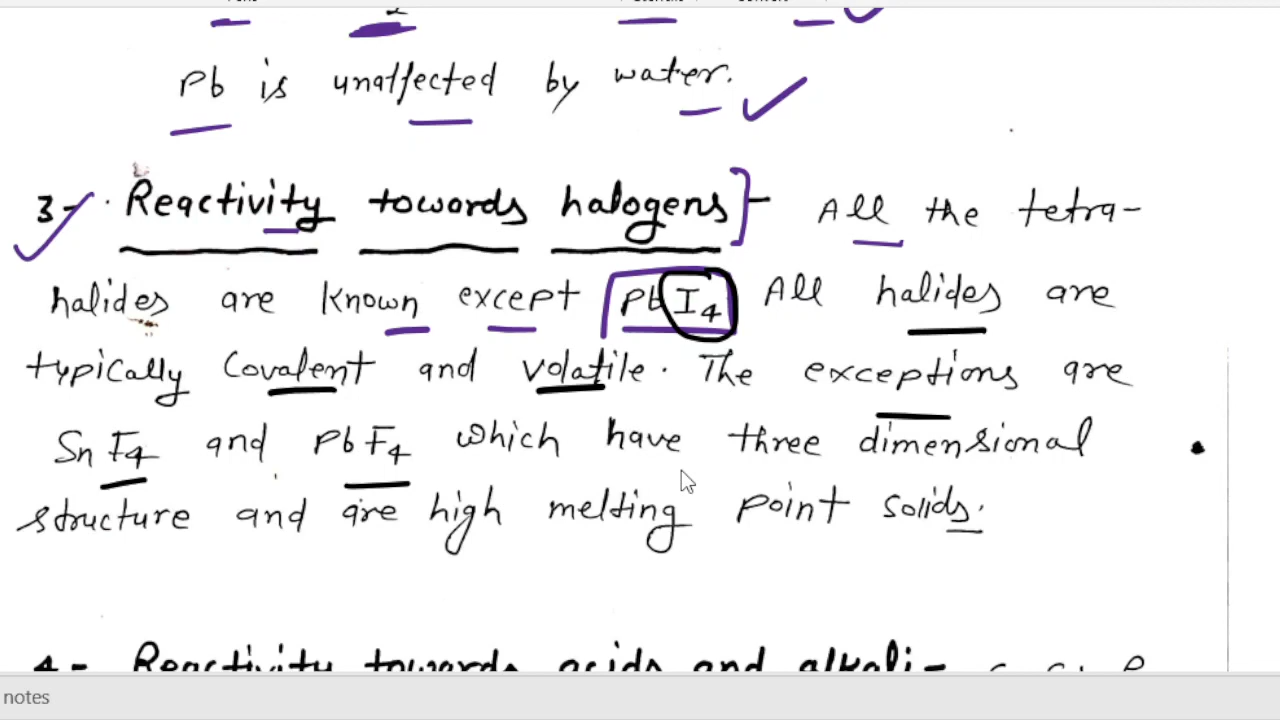 Pb is unaffected by water.
3- Reactivity towards halogens - All the tetra-
halides are known except PbI4 All halides are
typically covalent and volatile. The exceptions are
SnF4 and PbF4 which have three dimensional
structure and are high melting point solids.
4- Reactivity towards acids and alkali-
notes